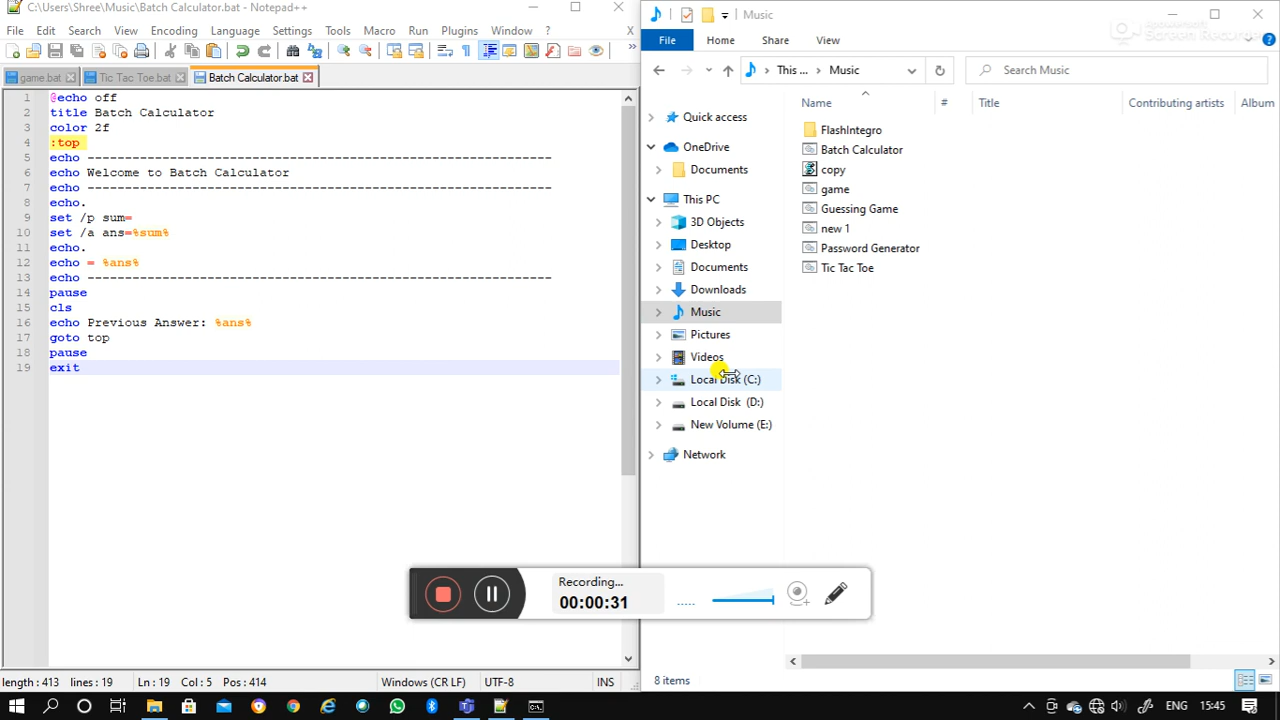 C:\Users\Shree\Music\Batch Calculator.bat - Notepad++
File Edit Search View Encoding Language Settings Tools Macro Run Plugins Window ? X
game.bat Tic Tac Toe.bat Batch Calculator.bat
1 @echo off
2 title Batch Calculator
3 color 2f
4 :top
5 echo --------------------------------------------------------------
6 echo Welcome to Batch Calculator
7 echo --------------------------------------------------------------
8 echo.
9 set /p sum=
10 set /a ans=%sum%
11 echo.
12 echo = %ans%
13 echo --------------------------------------------------------------
14 pause
15 cls
16 echo Previous Answer: %ans%
17 goto top
18 pause
19 exit
length : 413 lines : 19 Ln : 19 Col : 5 Pos : 414 Windows (CR LF) UTF-8 INS
Music
File Home Share View
This ... Music Search Music
Name # Title Contributing artists Album
Quick access
OneDrive
Documents
This PC
3D Objects
Desktop
Documents
Downloads
Music
Pictures
Videos
Local Disk (C:)
Local Disk (D:)
New Volume (E:)
Network
FlashIntegro
Batch Calculator
copy
game
Guessing Game
new 1
Password Generator
Tic Tac Toe
8 items
Apowersoft
Screen Recorder
Recording...
00:00:31
ENG 15:45